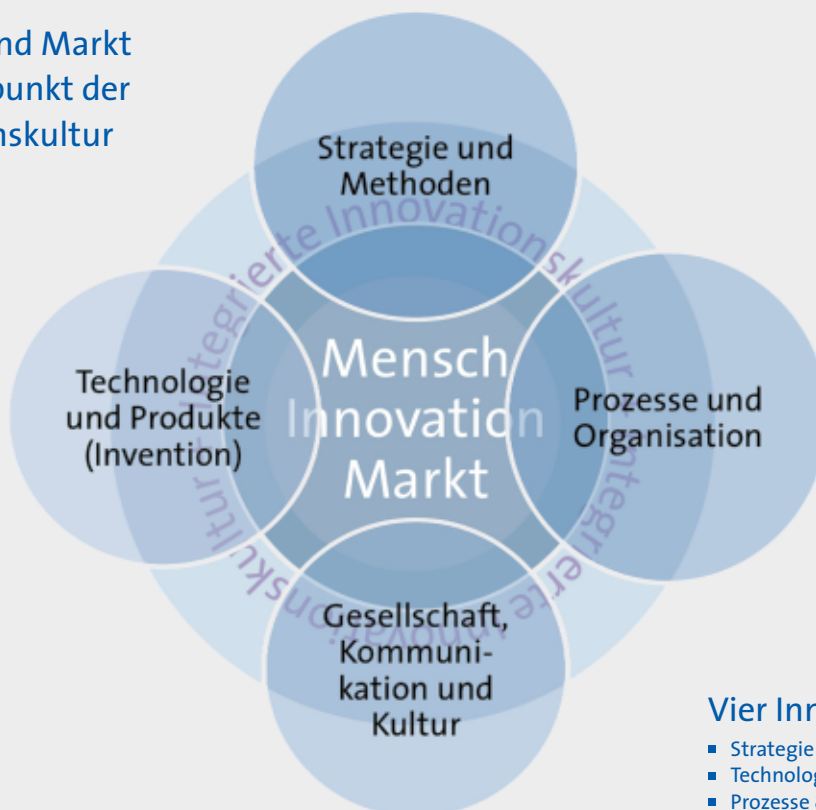 nd Markt
punkt der
nskultur
Strategie und
Methoden
Integrierte Innovationskultur - Integrierte Innovationskultur -
Technologie
und Produkte
(Invention)
Mensch
Innovation
Markt
Prozesse und
Organisation
Gesellschaft,
Kommuni-
kation und
Kultur
Vier Inn
Strategie
Technolog
Prozesse